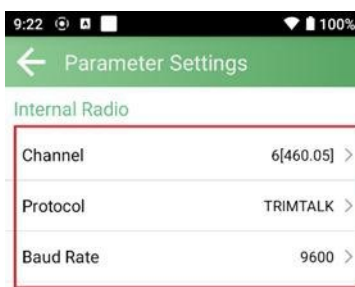 9:22 A 100%
Parameter Settings
Internal Radio
Channel 6[460.05] >
Protocol TRIMTALK >
Baud Rate 9600 >